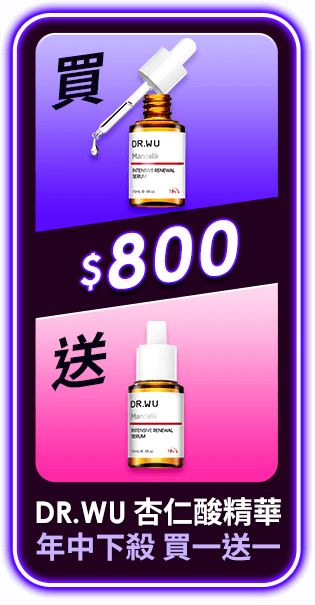 買
DR.WU
Mandelik
INTENSIVE RENEWAL
SERUM
$800
送
DR.WU
Mandelik
INTENSIVE RENEWAL
SERUM
DR.WU 杏仁酸精華
年中下殺 買一送一